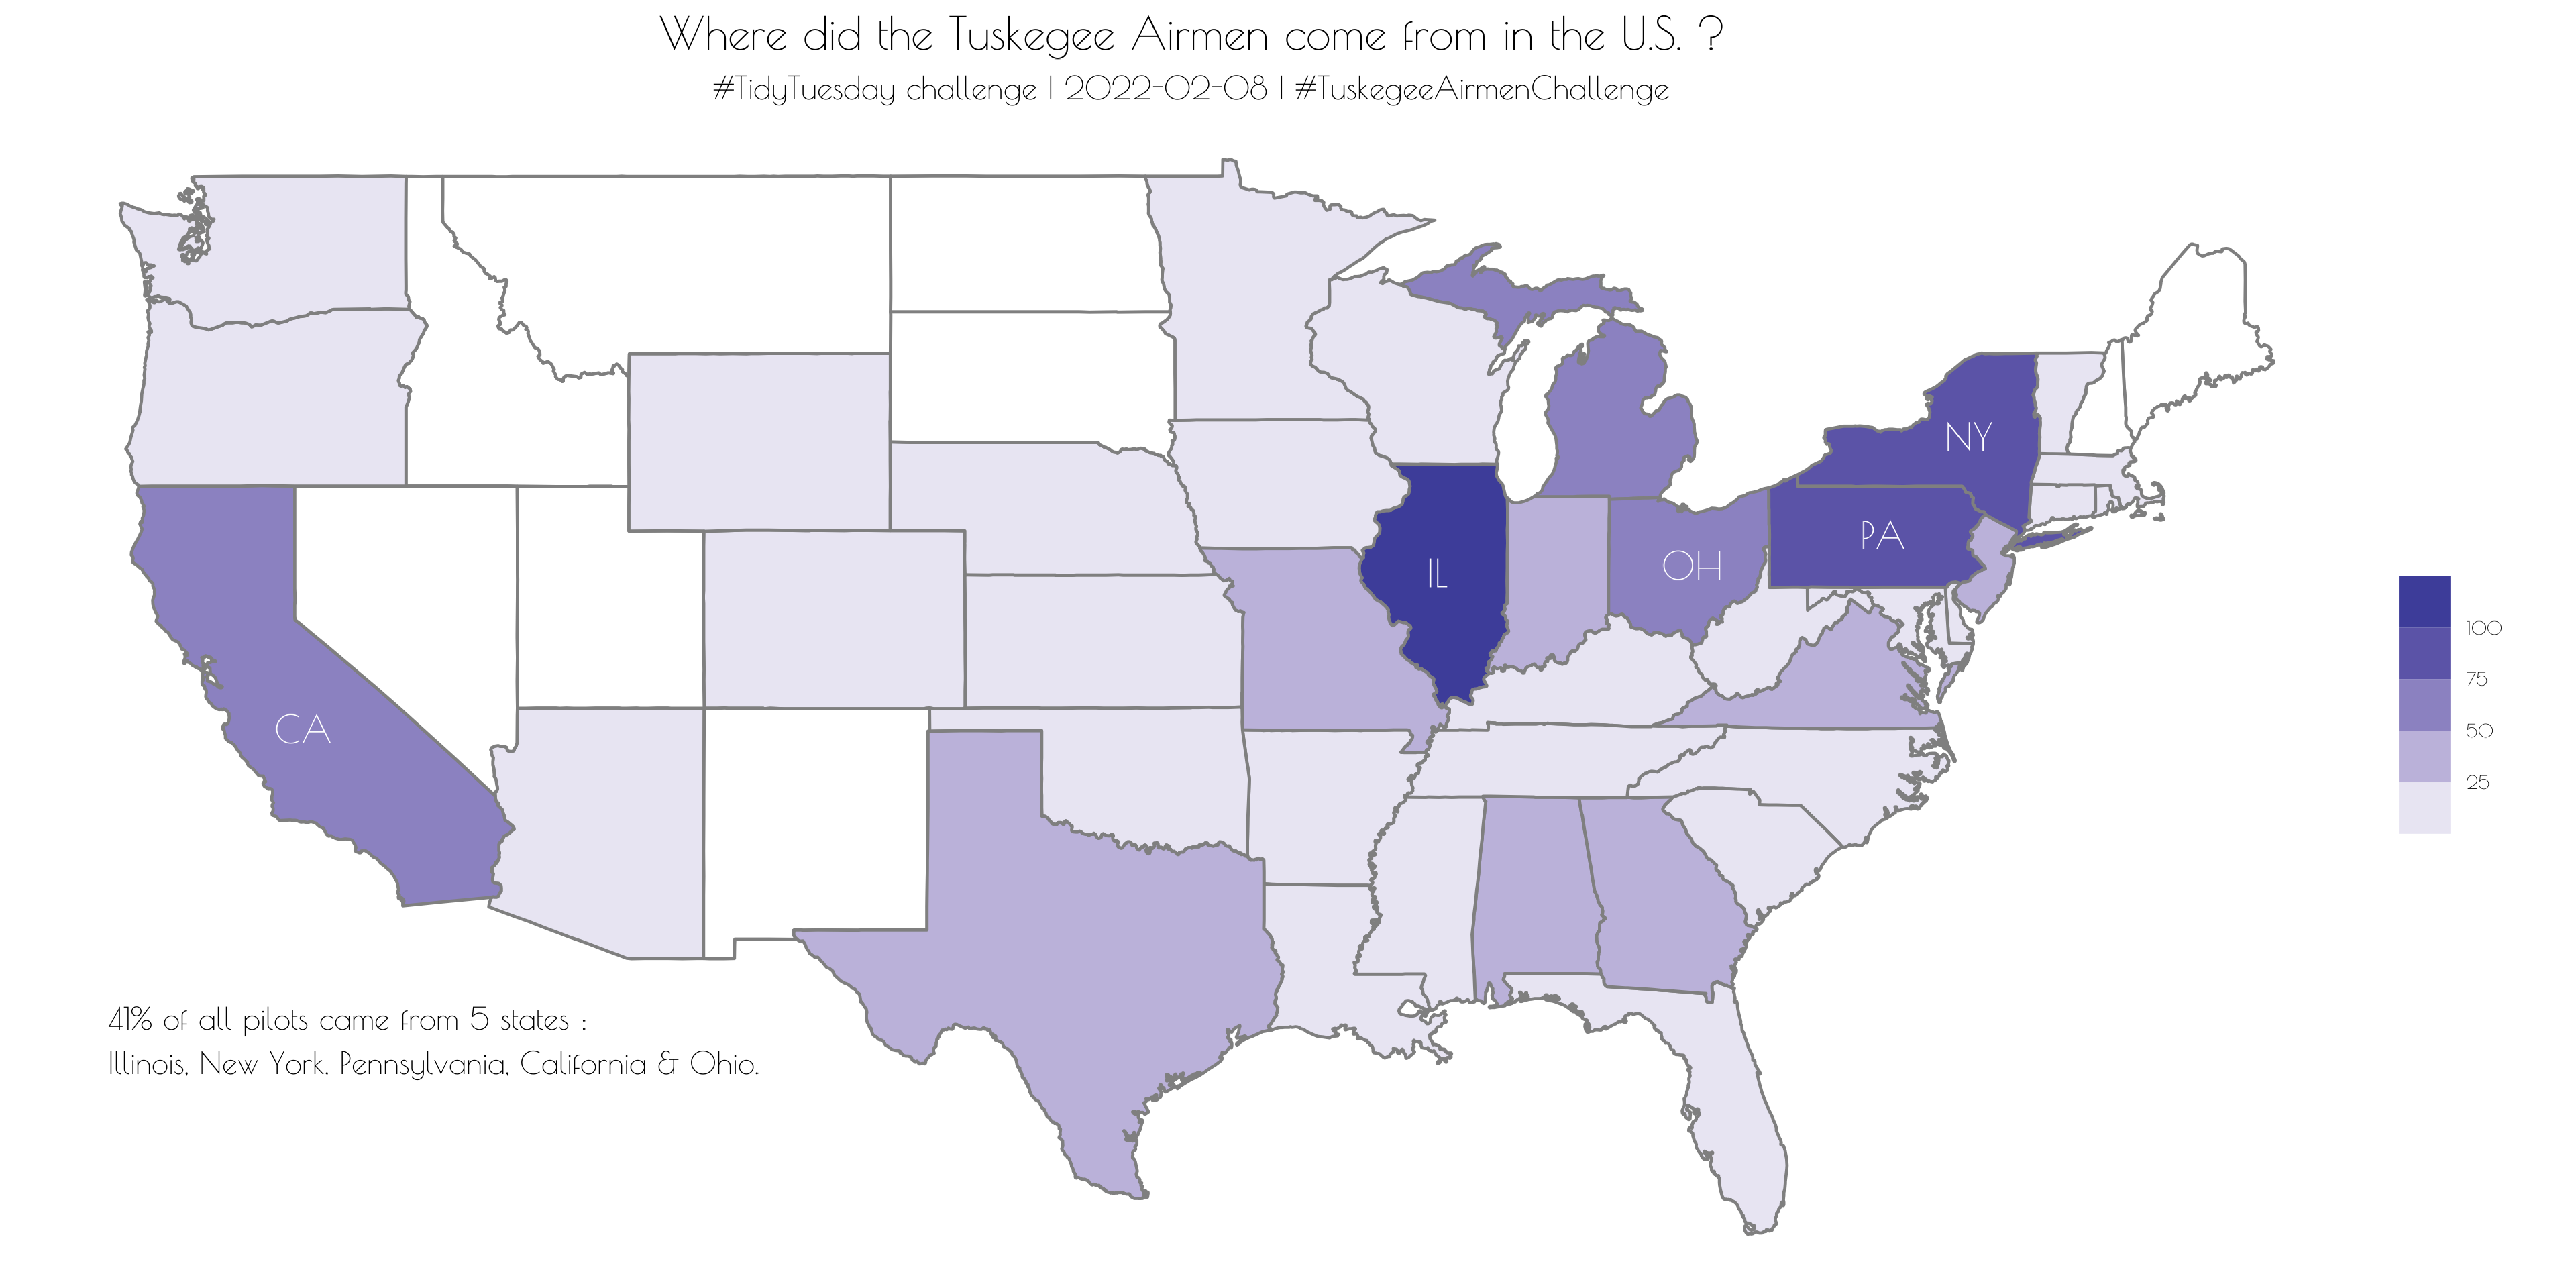 Where did the Tuskegee Airmen come from in the U.S. ?
#TidyTuesday challenge | 2022-02-08 | #TuskegeeAirmenChallenge
NY
PA
OH
IL
CA
100
75
50
25
41% of all pilots came from 5 states :
Illinois, New York, Pennsylvania, California & Ohio.